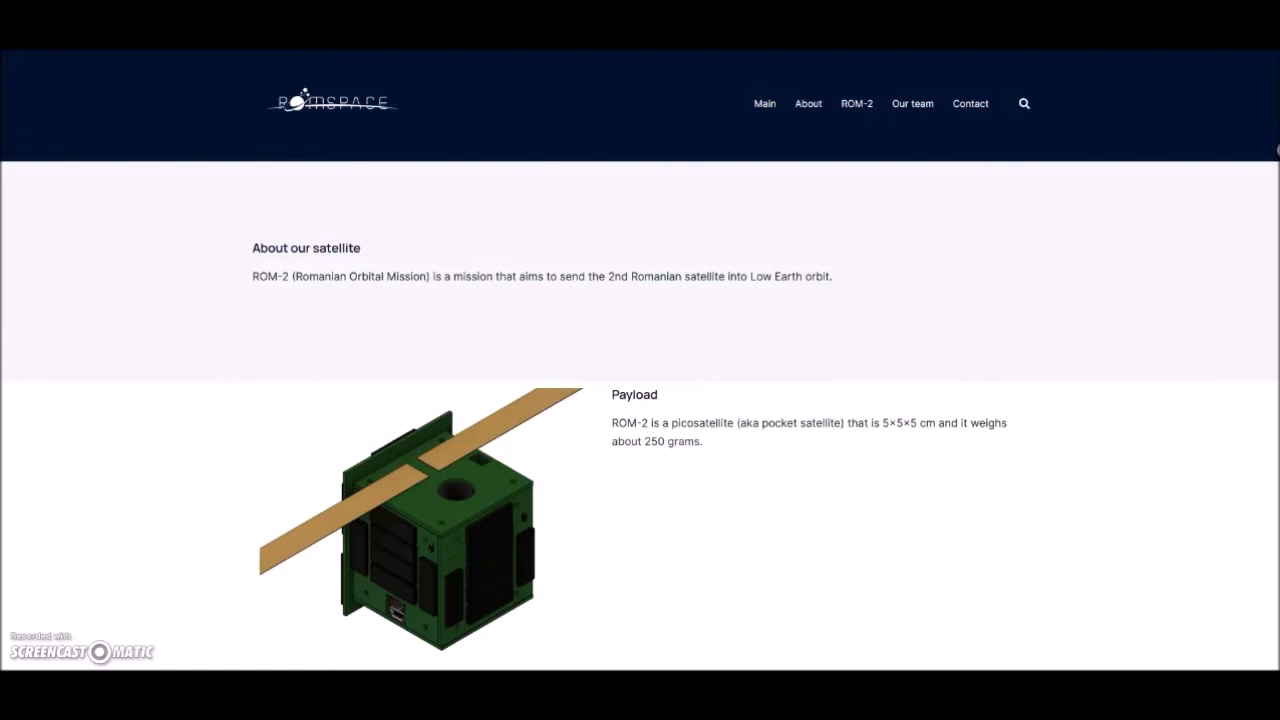 ROMSPACE
Main About ROM-2 Our team Contact
About our satellite
ROM-2 (Romanian Orbital Mission) is a mission that aims to send the 2nd Romanian satellite into Low Earth orbit.
Payload
ROM-2 is a picosatellite (aka pocket satellite) that is 5×5×5 cm and it weighs
about 250 grams.
Recorded with
SCREENCAST MATIC